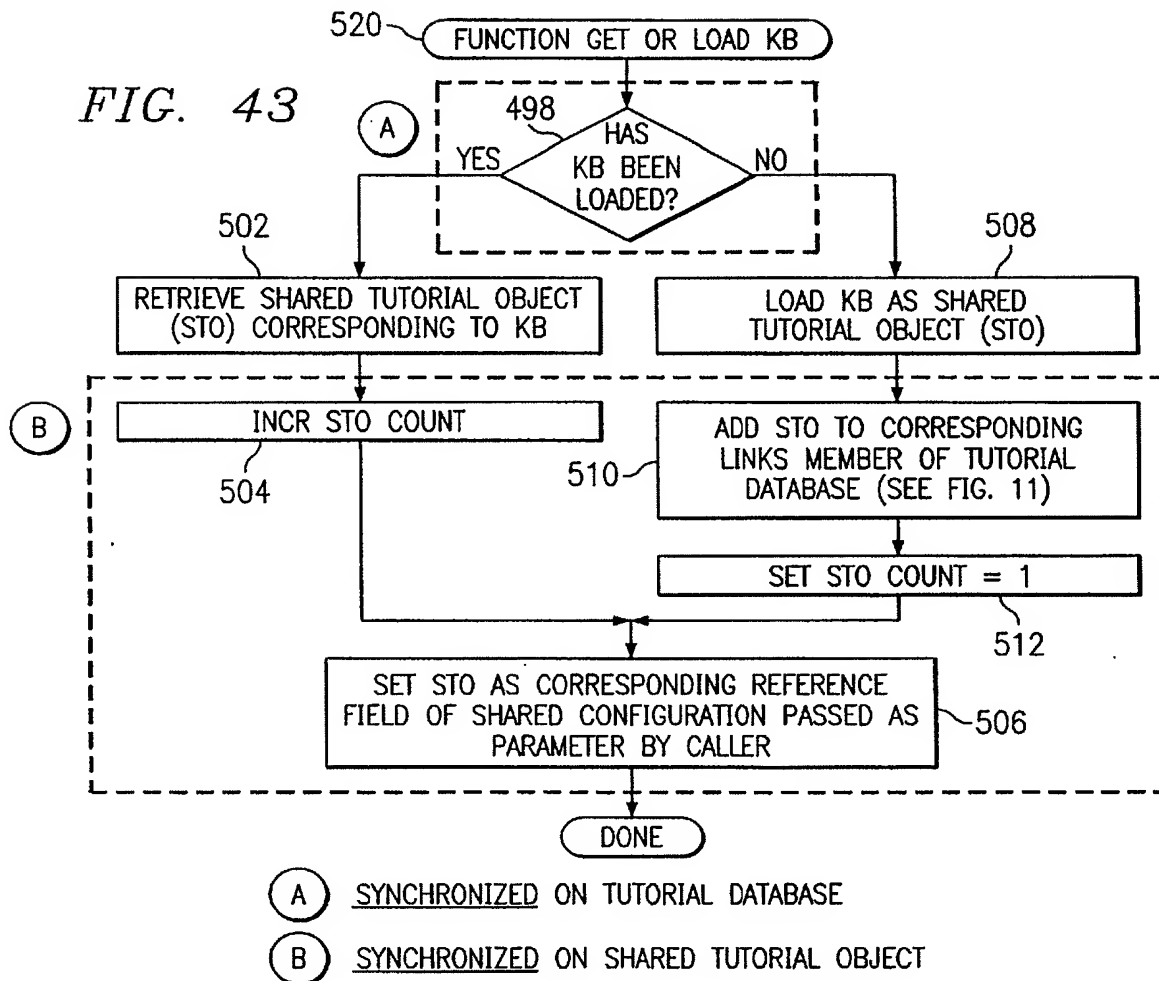 520
FUNCTION GET OR LOAD KB
FIG. 43
A
498
HAS
KB BEEN
LOADED?
YES
NO
502
RETRIEVE SHARED TUTORIAL OBJECT
(STO) CORRESPONDING TO KB
508
LOAD KB AS SHARED
TUTORIAL OBJECT (STO)
B
INCR STO COUNT
504
510
ADD STO TO CORRESPONDING
LINKS MEMBER OF TUTORIAL
DATABASE (SEE FIG. 11)
SET STO COUNT = 1
512
SET STO AS CORRESPONDING REFERENCE
FIELD OF SHARED CONFIGURATION PASSED AS
PARAMETER BY CALLER
506
DONE
A SYNCHRONIZED ON TUTORIAL DATABASE
B SYNCHRONIZED ON SHARED TUTORIAL OBJECT